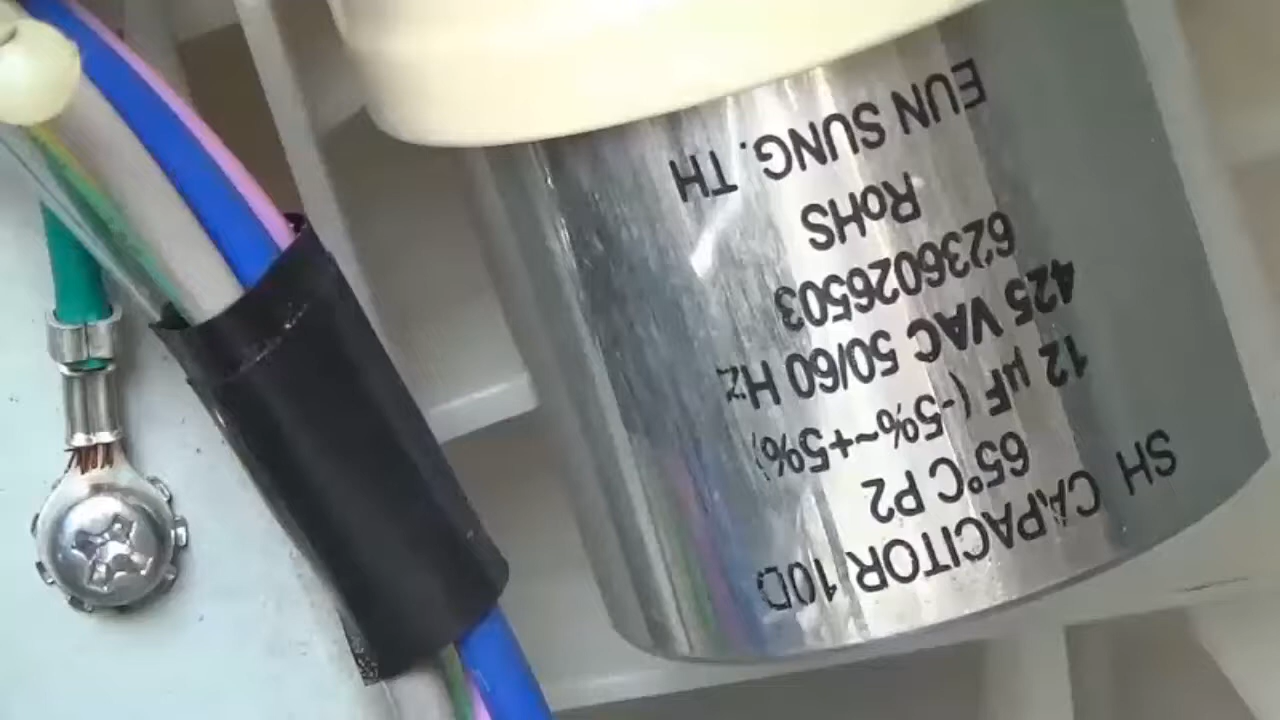 SH CAPACITOR 10D
65°C P2
12 µF (-5%~+5%)
425 VAC 50/60 Hz
6236026503
RoHS
EUN SUNG. TH